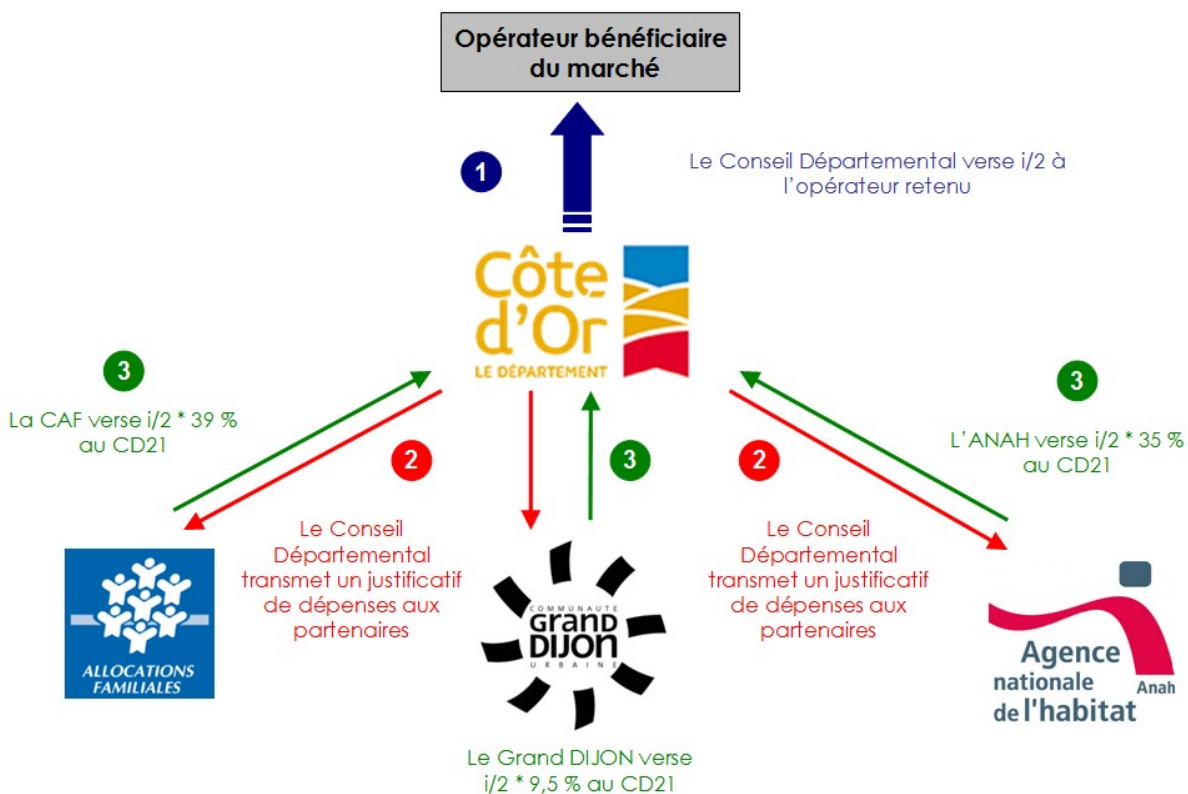 Opérateur bénéficiaire
du marché
1
Le Conseil Départemental verse i/2 à
l'opérateur retenu
Côte
d'Or
LE DÉPARTEMENT
3
La CAF verse i/2 * 39 %
au CD21
2
3
2
3
L'ANAH verse i/2 * 35 %
au CD21
Le Conseil
Départemental
transmet un justificatif
de dépenses aux
partenaires
Le Conseil
Départemental
transmet un justificatif
de dépenses aux
partenaires
ALLOCATIONS
FAMILIALES
COMMUNAUTE
GranD
DIJON
URBAINE
Agence
nationale
de l'habitat
Anah
Le Grand DIJON verse
i/2 * 9,5 % au CD21